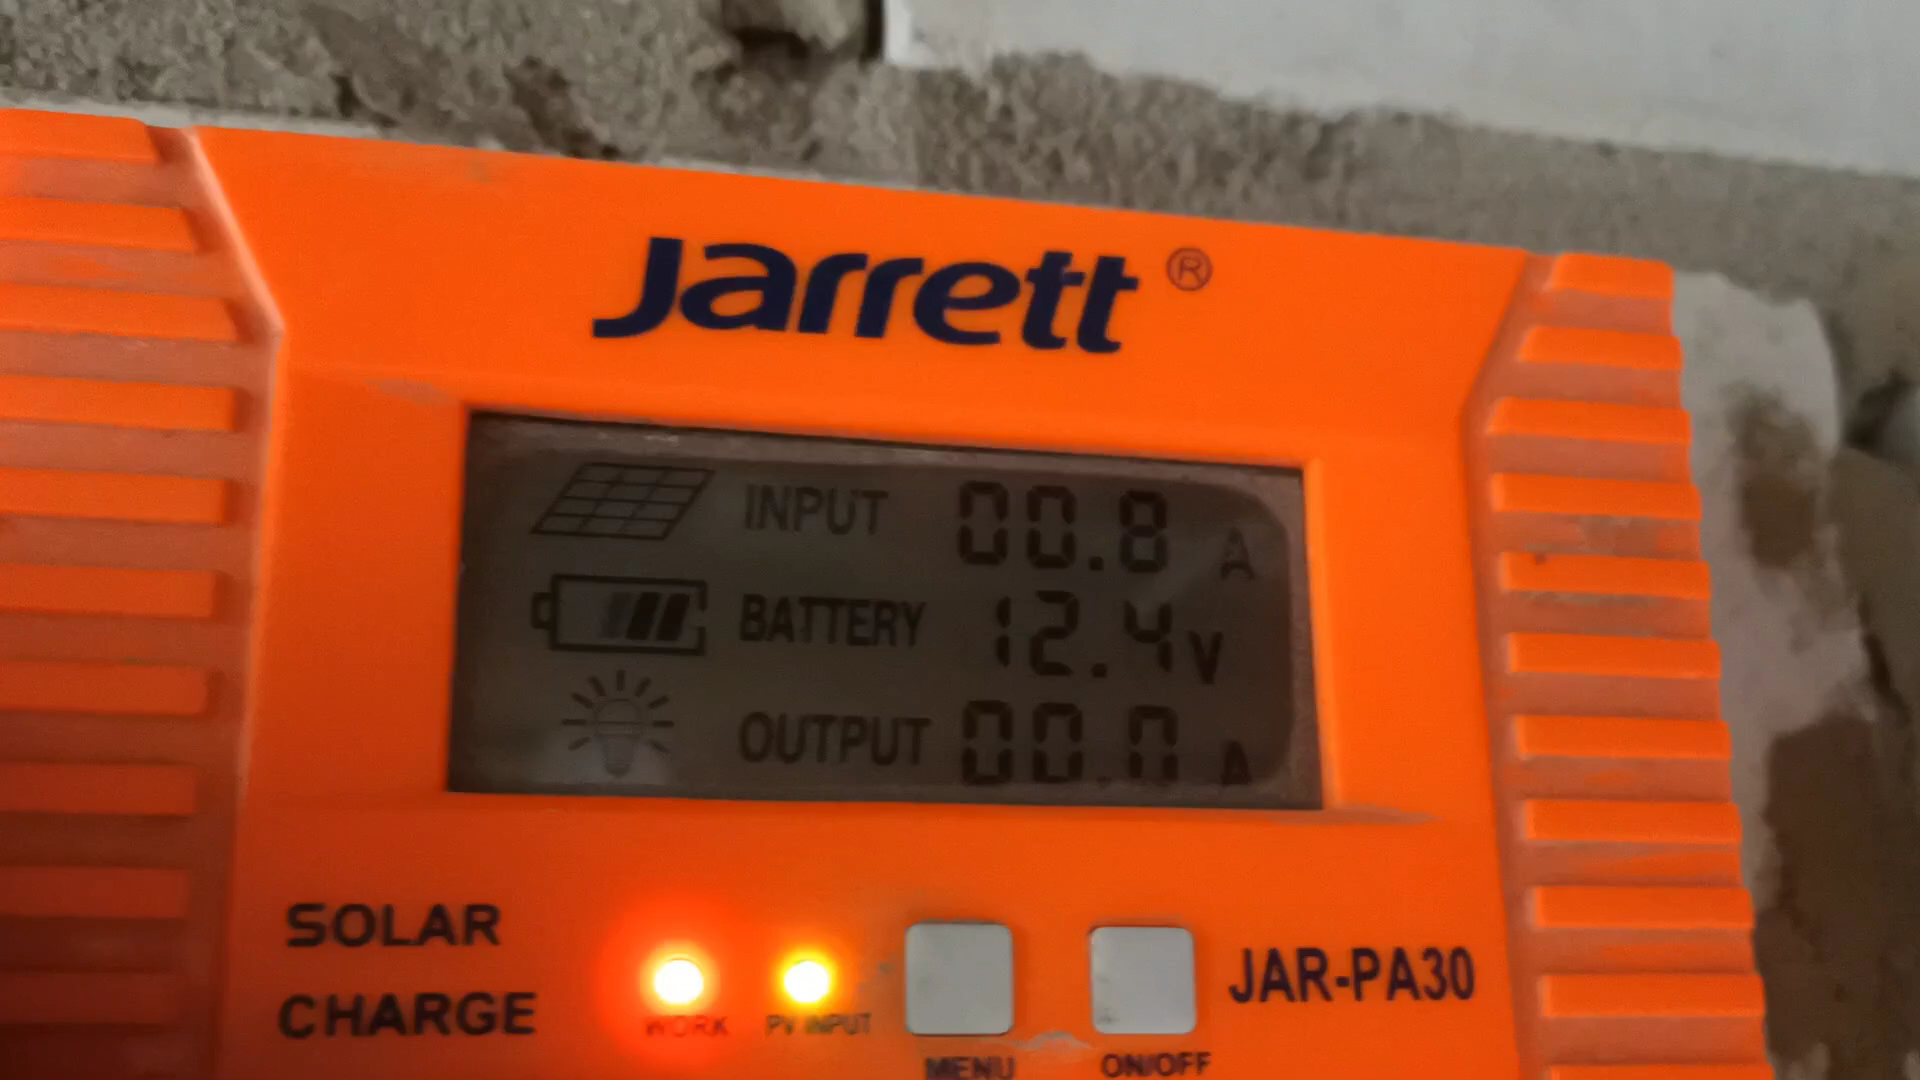 Jarrett ®
INPUT 00.8 A
BATTERY 12.4 V
OUTPUT 00.0 A
SOLAR
CHARGE
WORK
PV INPUT
MENU
ON/OFF
JAR-PA30